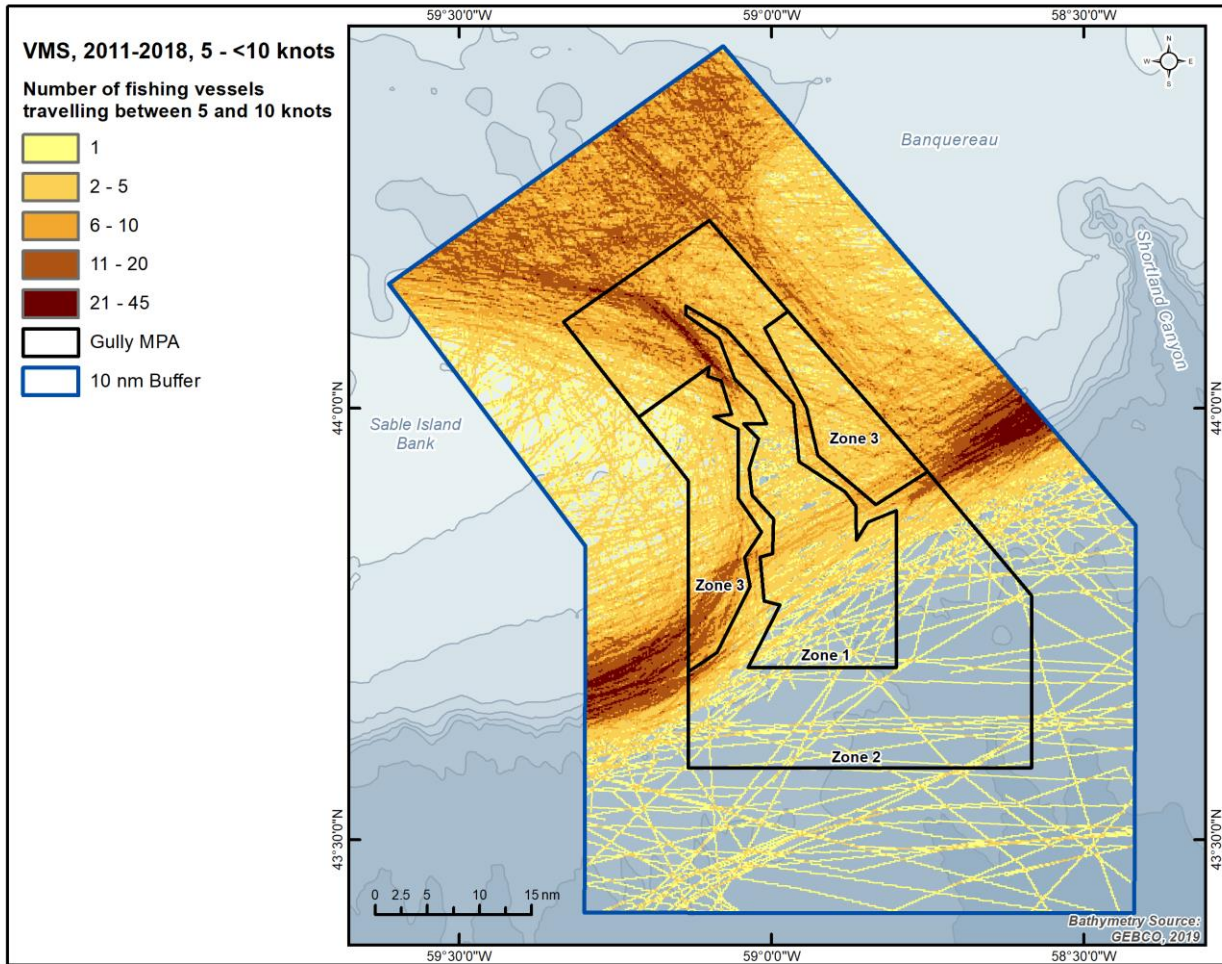 VMS, 2011-2018, 5 - <10 knots
Number of fishing vessels
travelling between 5 and 10 knots
1
2 - 5
6 - 10
11 - 20
21 - 45
Gully MPA
10 nm Buffer
59°30'0"W
59°0'0"W
58°30'0"W
N
W
E
S
Banquereau
Shortland Canyon
44°0'0"N
44°0'0"N
Sable Island
Bank
Zone 3
Zone 3
Zone 1
Zone 2
43°30'0"N
43°30'0"N
0 2.5 5 10 15 nm
Bathymetry Source:
GEBCO, 2019
59°30'0"W
59°0'0"W
58°30'0"W